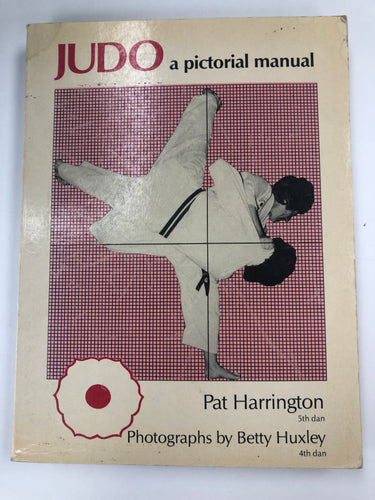 JUDO a pictorial manual
Pat Harrington
5th dan
Photographs by Betty Huxley
4th dan